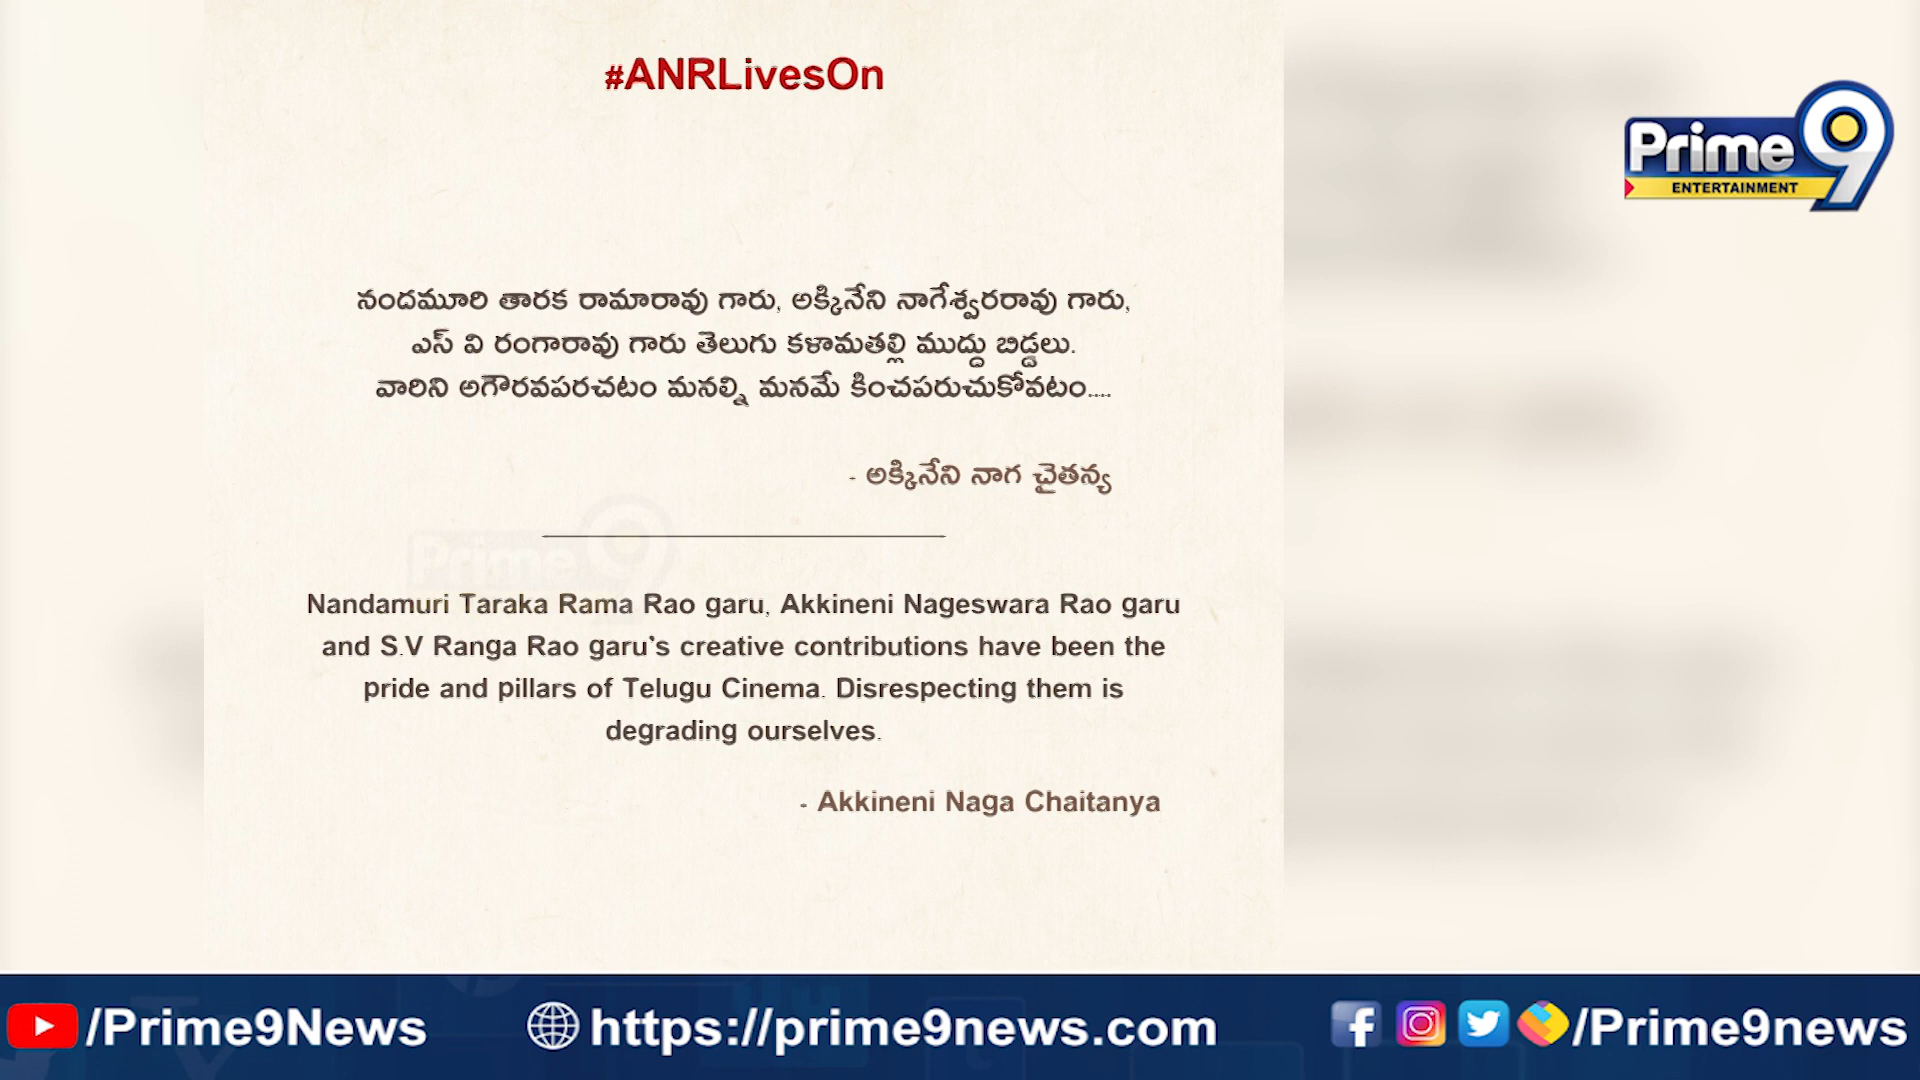 #ANRLivesOn
Prime9
ENTERTAINMENT
నందమూరి తారక రామారావు గారు, అక్కినేని నాగేశ్వరరావు గారు,
ఎస్ వి రంగారావు గారు తెలుగు కళామతల్లి ముద్దు బిడ్డలు.
వారిని అగౌరవపరచటం మనల్ని మనమే కించపరుచుకోవటం....
- అక్కినేని నాగ చైతన్య
Prime9
Nandamuri Taraka Rama Rao garu, Akkineni Nageswara Rao garu
and S.V Ranga Rao garu's creative contributions have been the
pride and pillars of Telugu Cinema. Disrespecting them is
degrading ourselves.
- Akkineni Naga Chaitanya
/Prime9News
https://prime9news.com
/Prime9news